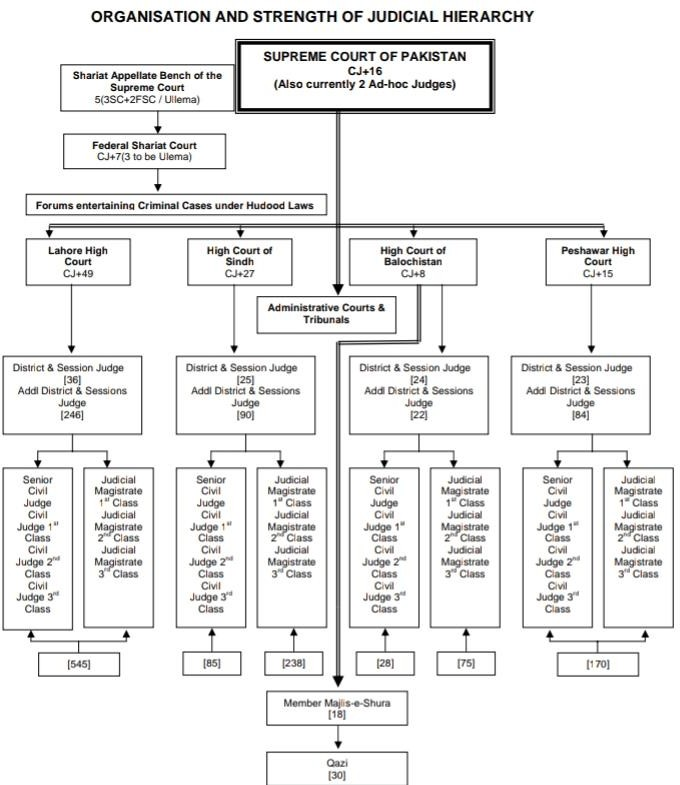 ORGANISATION AND STRENGTH OF JUDICIAL HIERARCHY
SUPREME COURT OF PAKISTAN
CJ+16
(Also currently 2 Ad-hoc Judges)
Shariat Appellate Bench of the
Supreme Court
5(3SC+2FSC / Ullema)
Federal Shariat Court
CJ+7(3 to be Ulema)
Forums entertaining Criminal Cases under Hudood Laws
Lahore High
Court
CJ+49
High Court of
Sindh
CJ+27
High Court of
Balochistan
CJ+8
Peshawar High
Court
CJ+15
Administrative Courts &
Tribunals
District & Session Judge
[36]
Addl District & Sessions
Judge
[246]
District & Session Judge
[25]
Addl District & Sessions
Judge
[90]
District & Session Judge
[24]
Addl District & Sessions
Judge
[22]
District & Session Judge
[23]
Addl District & Sessions
Judge
[84]
Senior
Civil
Judge
Civil
Judge 1st
Class
Civil
Judge 2nd
Class
Civil
Judge 3rd
Class
Judicial
Magistrate
1st Class
Judicial
Magistrate
2nd Class
Judicial
Magistrate
3rd Class
Senior
Civil
Judge
Civil
Judge 1st
Class
Civil
Judge 2nd
Class
Civil
Judge 3rd
Class
Judicial
Magistrate
1st Class
Judicial
Magistrate
2nd Class
Judicial
Magistrate
3rd Class
Senior
Civil
Judge
Civil
Judge 1st
Class
Civil
Judge 2nd
Class
Civil
Judge 3rd
Class
Judicial
Magistrate
1st Class
Judicial
Magistrate
2nd Class
Judicial
Magistrate
3rd Class
Senior
Civil
Judge
Civil
Judge 1st
Class
Civil
Judge 2nd
Class
Civil
Judge 3rd
Class
Judicial
Magistrate
1st Class
Judicial
Magistrate
2nd Class
Judicial
Magistrate
3rd Class
[545]
[85]
[238]
[28]
[75]
[170]
Member Majlis-e-Shura
[18]
Qazi
[30]